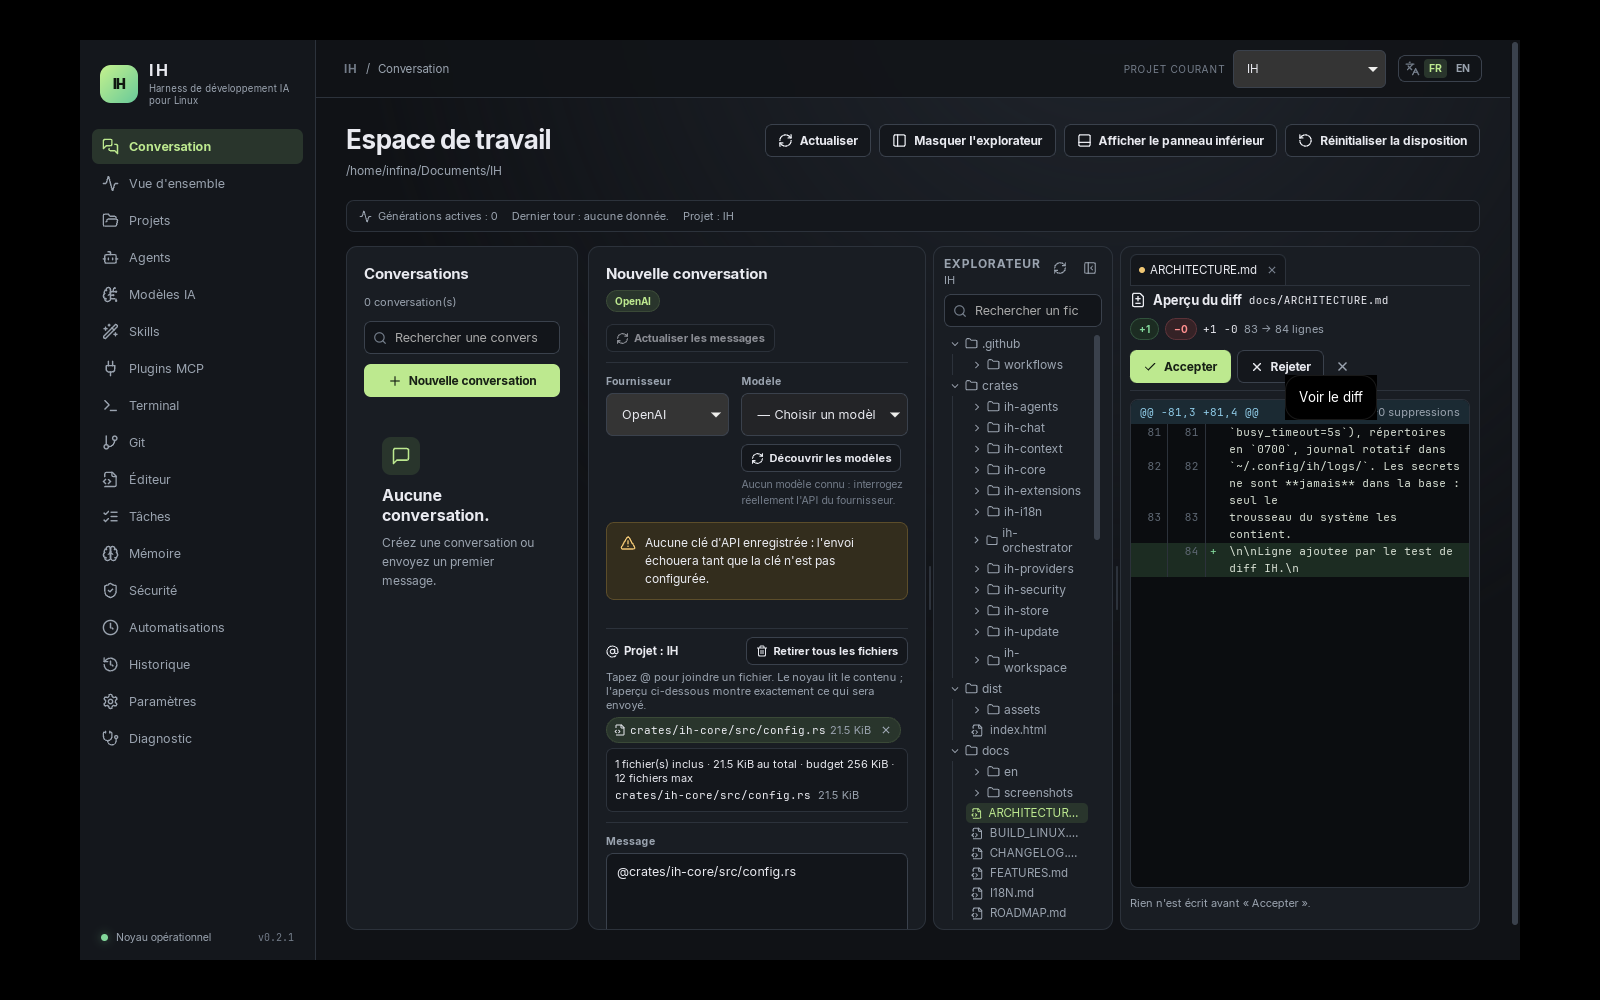 IH
IH
Harness de développement IA
pour Linux
Conversation
Vue d'ensemble
Projets
Agents
Modèles IA
Skills
Plugins MCP
Terminal
Git
Éditeur
Tâches
Mémoire
Sécurité
Automatisations
Historique
Paramètres
Diagnostic
Noyau opérationnel v0.2.1
IH / Conversation
PROJET COURANT IH
FR EN
Espace de travail
/home/infina/Documents/IH
Actualiser
Masquer l'explorateur
Afficher le panneau inférieur
Réinitialiser la disposition
Générations actives : 0 Dernier tour : aucune donnée. Projet : IH
Conversations
0 conversation(s)
Rechercher une convers
Nouvelle conversation
Aucune
conversation.
Créez une conversation ou
envoyez un premier
message.
Nouvelle conversation
OpenAI
Actualiser les messages
Fournisseur
OpenAI
Modèle
— Choisir un modèl
Découvrir les modèles
Aucun modèle connu : interrogez
réellement l'API du fournisseur.
Aucune clé d'API enregistrée : l'envoi
échouera tant que la clé n'est pas
configurée.
Projet : IH
Retirer tous les fichiers
Tapez @ pour joindre un fichier. Le noyau lit le contenu ;
l'aperçu ci-dessous montre exactement ce qui sera
envoyé.
crates/ih-core/src/config.rs 21.5 KiB
1 fichier(s) inclus · 21.5 KiB au total · budget 256 KiB ·
12 fichiers max
crates/ih-core/src/config.rs 21.5 KiB
Message
@crates/ih-core/src/config.rs
EXPLORATEUR
IH
Rechercher un fic
.github
workflows
crates
ih-agents
ih-chat
ih-context
ih-core
ih-extensions
ih-i18n
ih-
orchestrator
ih-providers
ih-security
ih-store
ih-update
ih-
workspace
dist
assets
index.html
docs
en
screenshots
ARCHITECTUR...
BUILD_LINUX....
CHANGELOG....
FEATURES.md
I18N.md
ROADMAP.md
ARCHITECTURE.md
Aperçu du diff docs/ARCHITECTURE.md
+1 −0 +1 -0 83 → 84 lignes
Accepter
Rejeter
Voir le diff
@@ -81,3 +81,4 @@ 0 suppressions
81 81 `busy_timeout=5s`), répertoires
en `0700`, journal rotatif dans
82 82 `~/.config/ih/logs/`. Les secrets
ne sont **jamais** dans la base :
seul le
83 83 trousseau du système les
contient.
84 + \n\nLigne ajoutee par le test de
diff IH.\n
Rien n'est écrit avant « Accepter ».